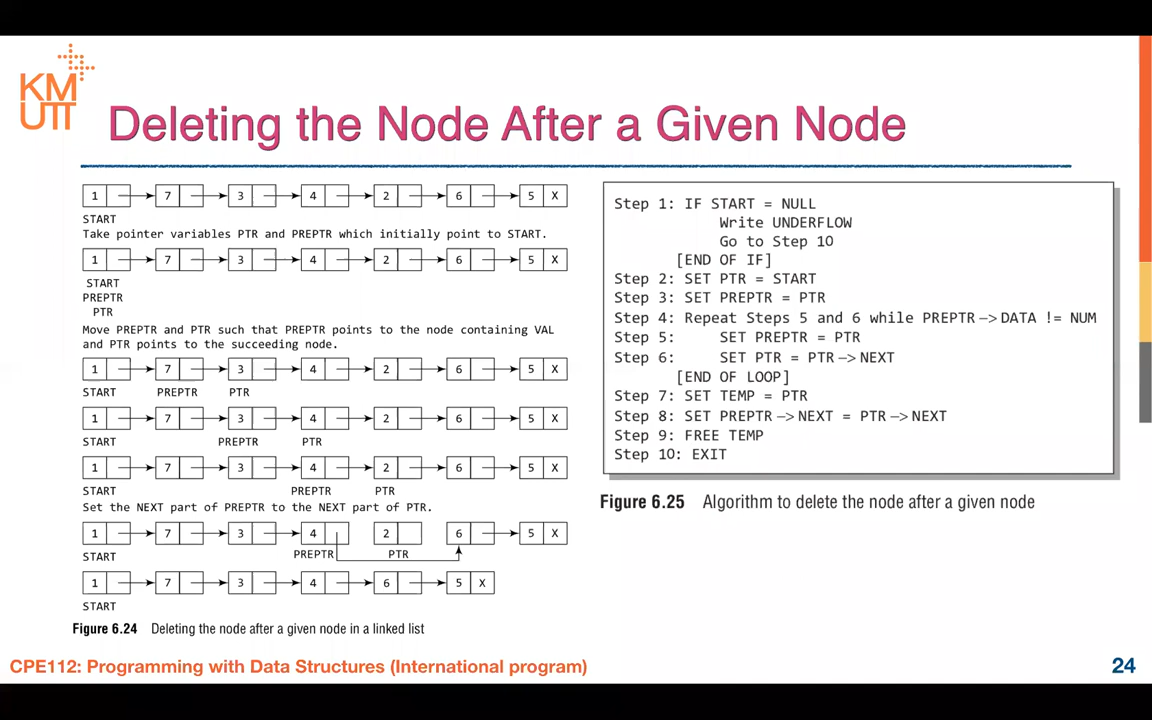 KM
UTT
Deleting the Node After a Given Node
1 7 3 4 2 6 5 X
START
Take pointer variables PTR and PREPTR which initially point to START.
1 7 3 4 2 6 5 X
START
PREPTR
PTR
Move PREPTR and PTR such that PREPTR points to the node containing VAL
and PTR points to the succeeding node.
1 7 3 4 2 6 5 X
START PREPTR PTR
1 7 3 4 2 6 5 X
START PREPTR PTR
1 7 3 4 2 6 5 X
START PREPTR PTR
Set the NEXT part of PREPTR to the NEXT part of PTR.
1 7 3 4 2 6 5 X
START PREPTR PTR
1 7 3 4 6 5 X
START
Figure 6.24 Deleting the node after a given node in a linked list
Step 1: IF START = NULL
Write UNDERFLOW
Go to Step 10
[END OF IF]
Step 2: SET PTR = START
Step 3: SET PREPTR = PTR
Step 4: Repeat Steps 5 and 6 while PREPTR->DATA != NUM
Step 5: SET PREPTR = PTR
Step 6: SET PTR = PTR->NEXT
[END OF LOOP]
Step 7: SET TEMP = PTR
Step 8: SET PREPTR->NEXT = PTR->NEXT
Step 9: FREE TEMP
Step 10: EXIT
Figure 6.25 Algorithm to delete the node after a given node
CPE112: Programming with Data Structures (International program)
24